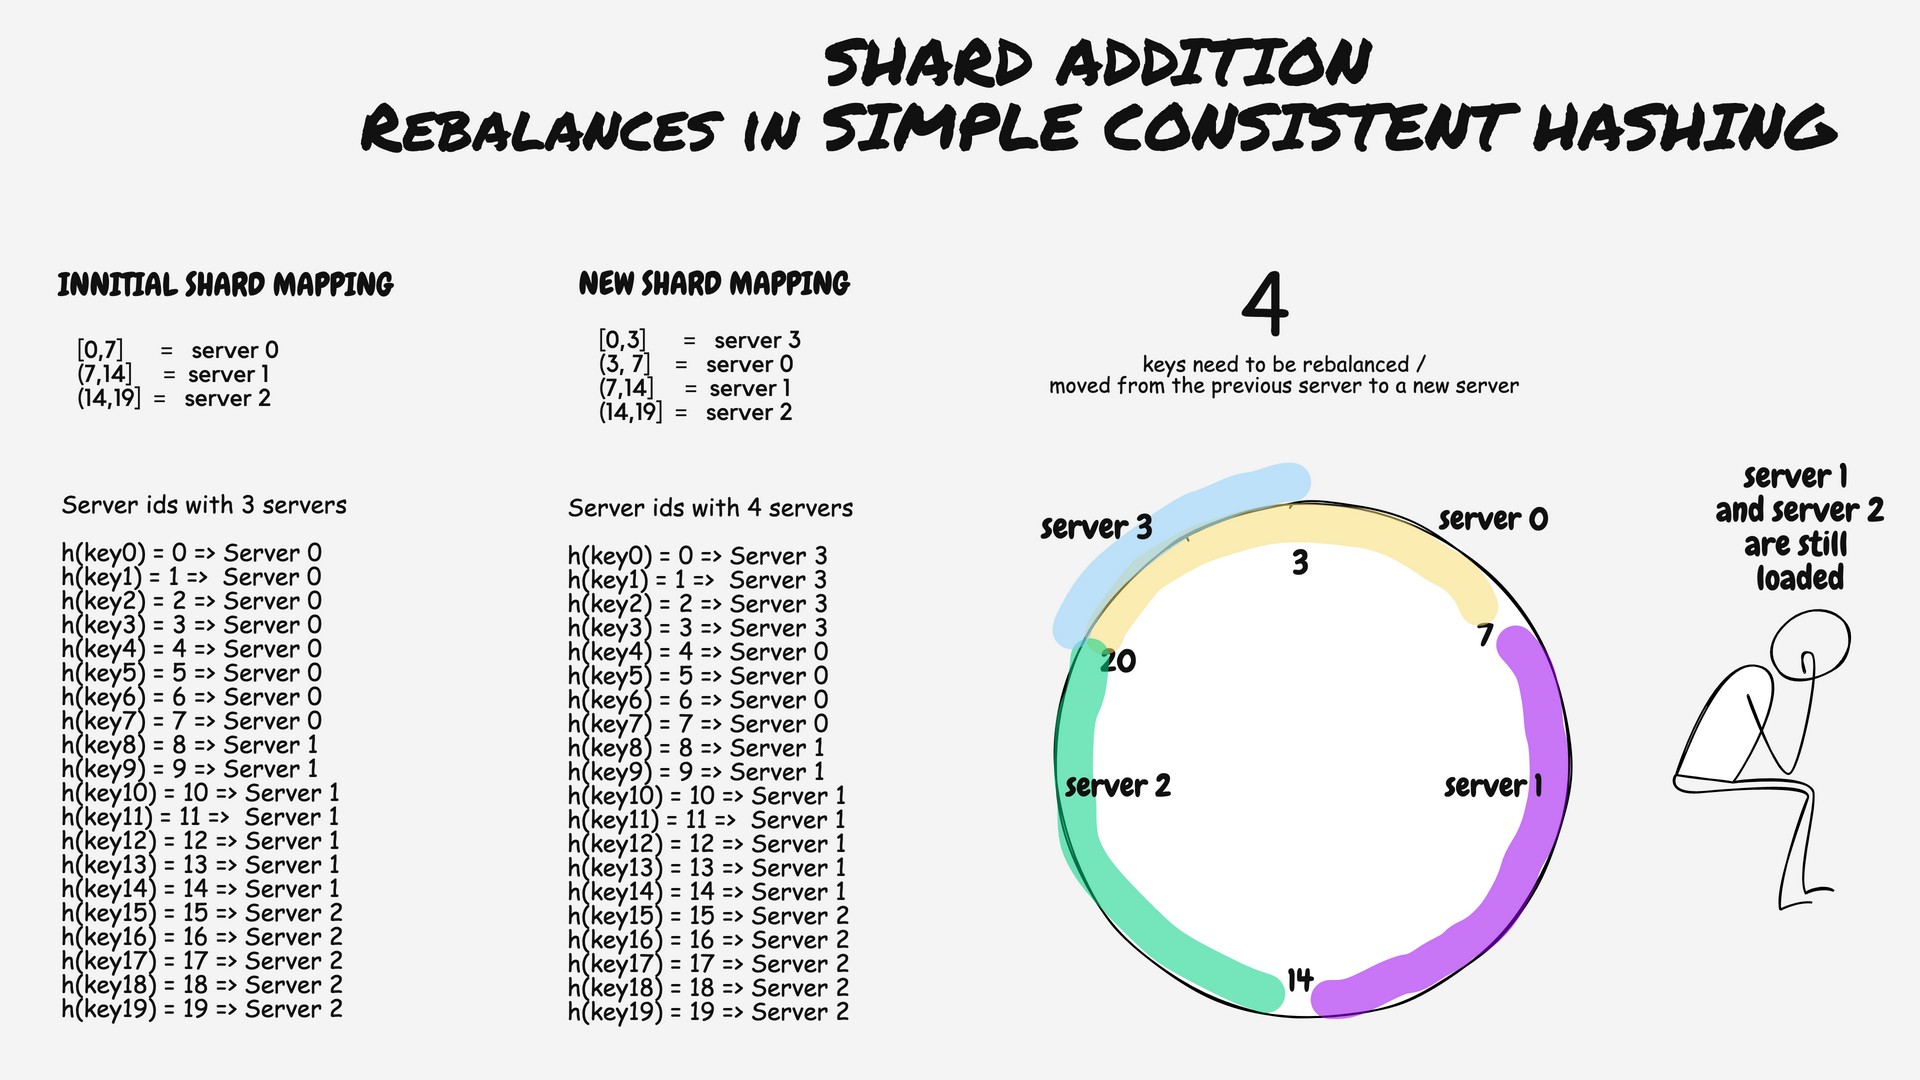 SHARD ADDITION
REBALANCES IN SIMPLE CONSISTENT HASHING
INNITIAL SHARD MAPPING
[0,7] = server 0
(7,14] = server 1
(14,19] = server 2
NEW SHARD MAPPING
[0,3] = server 3
(3, 7] = server 0
(7,14] = server 1
(14,19] = server 2
4
keys need to be rebalanced /
moved from the previous server to a new server
Server ids with 3 servers
h(key0) = 0 => Server 0
h(key1) = 1 => Server 0
h(key2) = 2 => Server 0
h(key3) = 3 => Server 0
h(key4) = 4 => Server 0
h(key5) = 5 => Server 0
h(key6) = 6 => Server 0
h(key7) = 7 => Server 0
h(key8) = 8 => Server 1
h(key9) = 9 => Server 1
h(key10) = 10 => Server 1
h(key11) = 11 => Server 1
h(key12) = 12 => Server 1
h(key13) = 13 => Server 1
h(key14) = 14 => Server 1
h(key15) = 15 => Server 2
h(key16) = 16 => Server 2
h(key17) = 17 => Server 2
h(key18) = 18 => Server 2
h(key19) = 19 => Server 2
Server ids with 4 servers
h(key0) = 0 => Server 3
h(key1) = 1 => Server 3
h(key2) = 2 => Server 3
h(key3) = 3 => Server 3
h(key4) = 4 => Server 0
h(key5) = 5 => Server 0
h(key6) = 6 => Server 0
h(key7) = 7 => Server 0
h(key8) = 8 => Server 1
h(key9) = 9 => Server 1
h(key10) = 10 => Server 1
h(key11) = 11 => Server 1
h(key12) = 12 => Server 1
h(key13) = 13 => Server 1
h(key14) = 14 => Server 1
h(key15) = 15 => Server 2
h(key16) = 16 => Server 2
h(key17) = 17 => Server 2
h(key18) = 18 => Server 2
h(key19) = 19 => Server 2
server 3
server 0
3
7
20
server 2
server 1
14
server 1
and server 2
are still
loaded